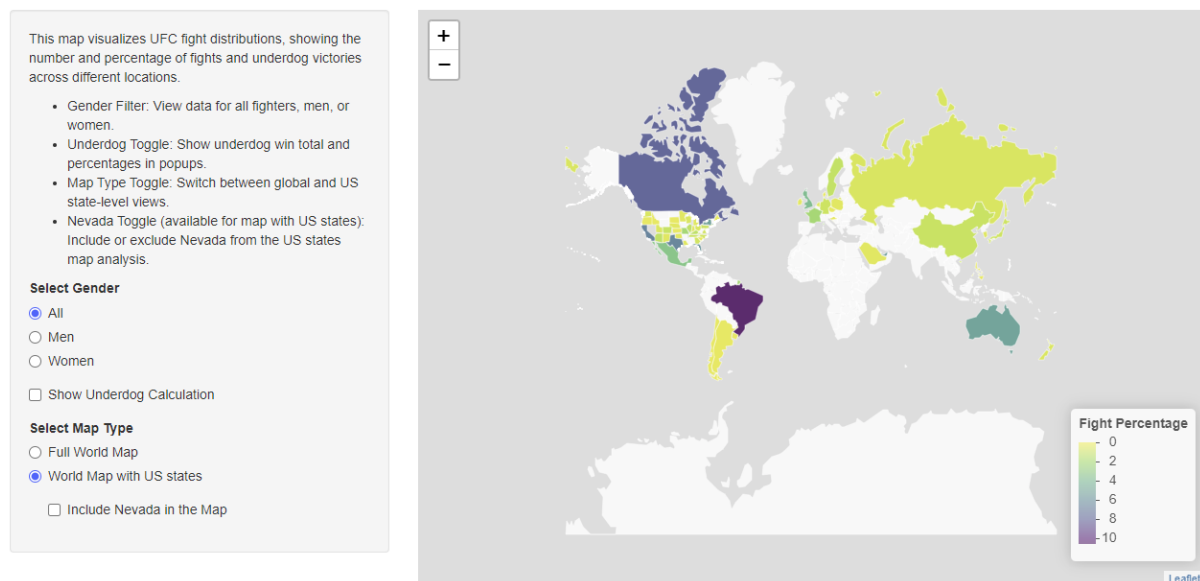 This map visualizes UFC fight distributions, showing the
number and percentage of fights and underdog victories
across different locations.
• Gender Filter: View data for all fighters, men, or
women.
• Underdog Toggle: Show underdog win total and
percentages in popups.
• Map Type Toggle: Switch between global and US
state-level views.
• Nevada Toggle (available for map with US states):
Include or exclude Nevada from the US states
map analysis.
Select Gender
All
Men
Women
Show Underdog Calculation
Select Map Type
Full World Map
World Map with US states
Include Nevada in the Map
+
−
Fight Percentage
0
2
4
6
8
10
Leaflet